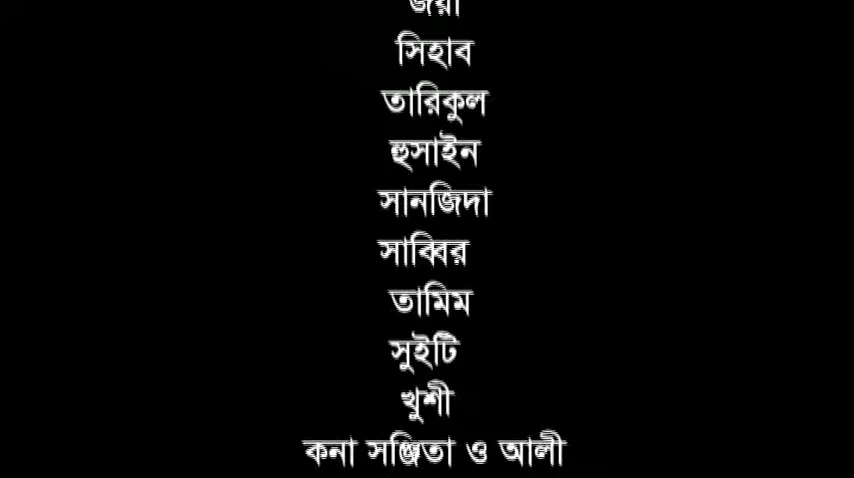 সিহাব
তারিকুল
হুসাইন
সানজিদা
সাব্বির
তামিম
সুইটি
খুশী
কনা সঞ্জিতা ও আলী